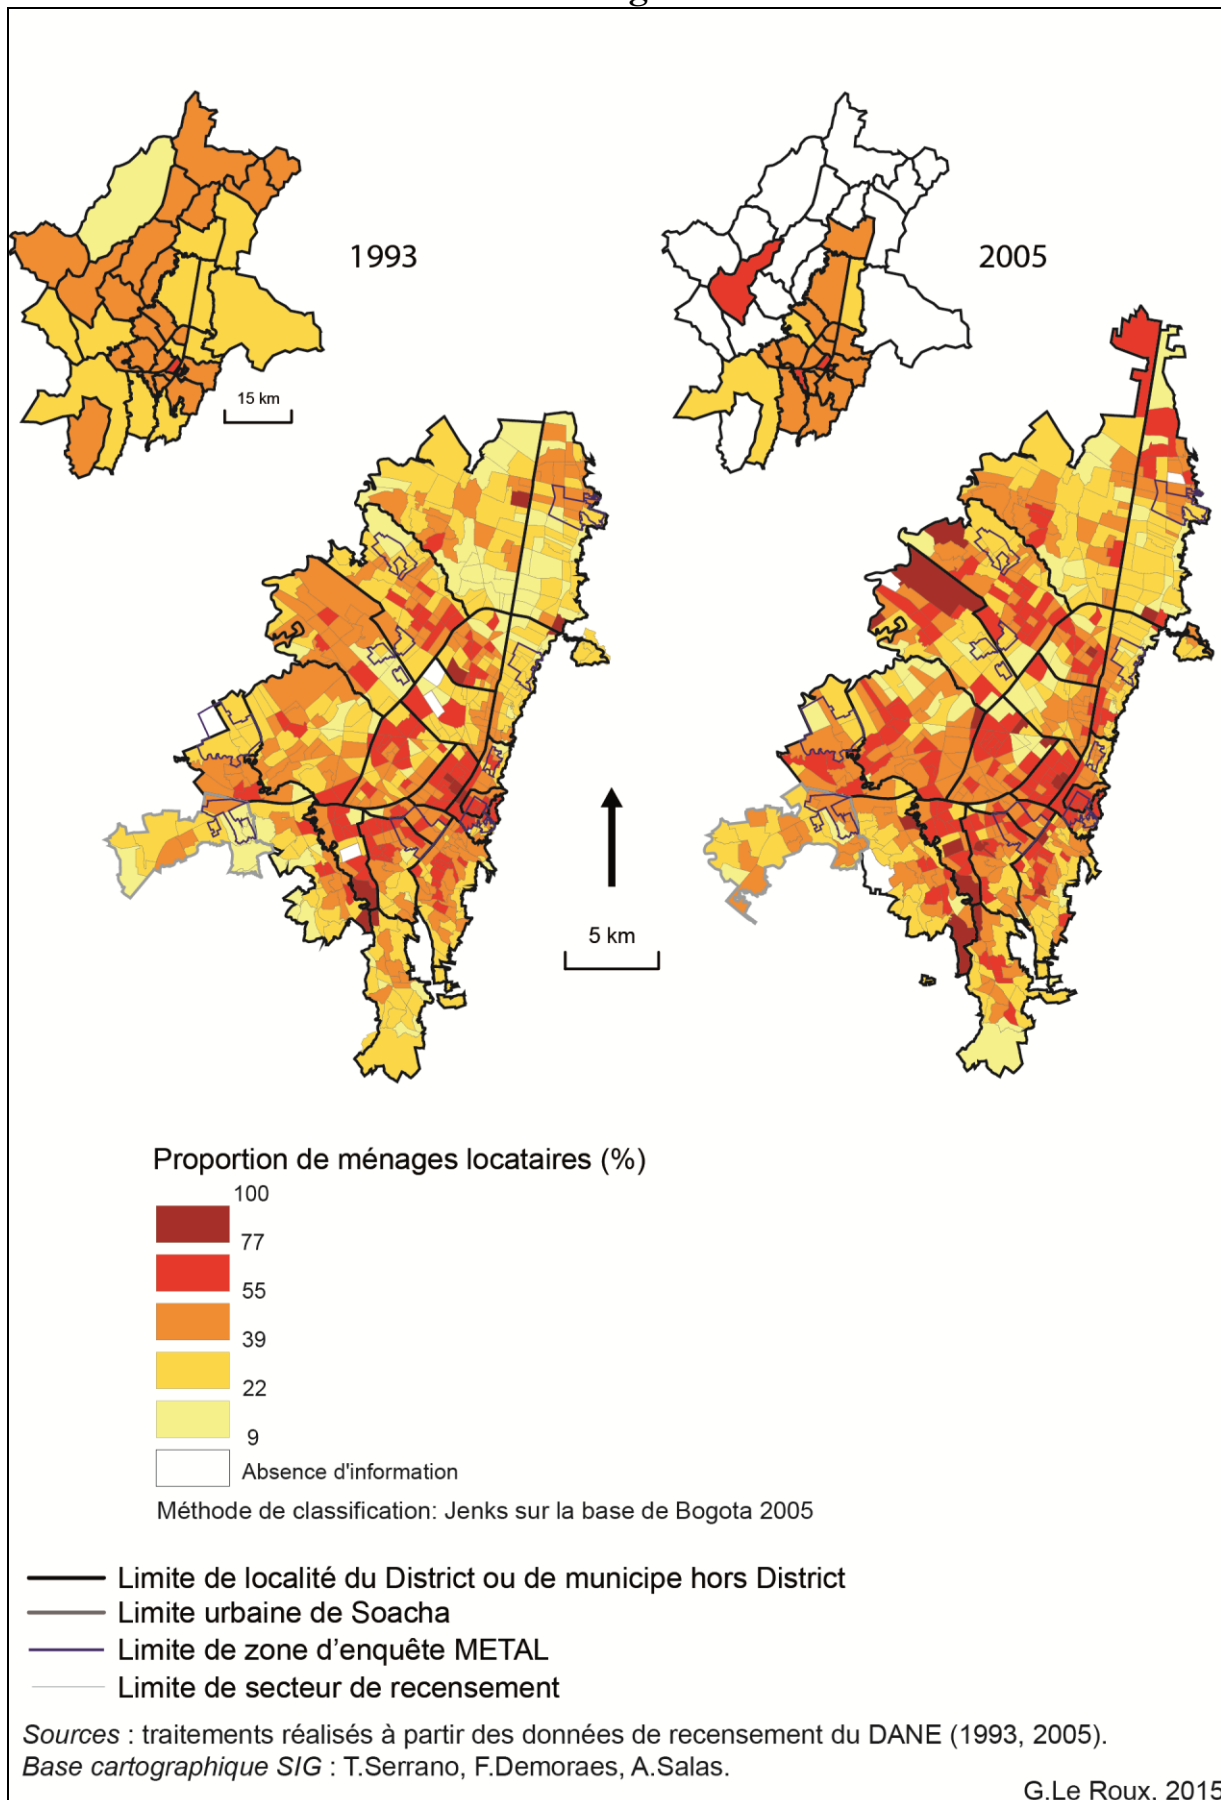 1993
2005
15 km
5 km
Proportion de ménages locataires (%)
100
77
55
39
22
9
Absence d'information
Méthode de classification: Jenks sur la base de Bogota 2005
Limite de localité du District ou de municipe hors District
Limite urbaine de Soacha
Limite de zone d'enquête METAL
Limite de secteur de recensement
Sources : traitements réalisés à partir des données de recensement du DANE (1993, 2005).
Base cartographique SIG : T.Serrano, F.Demoraes, A.Salas.
G.Le Roux, 2015